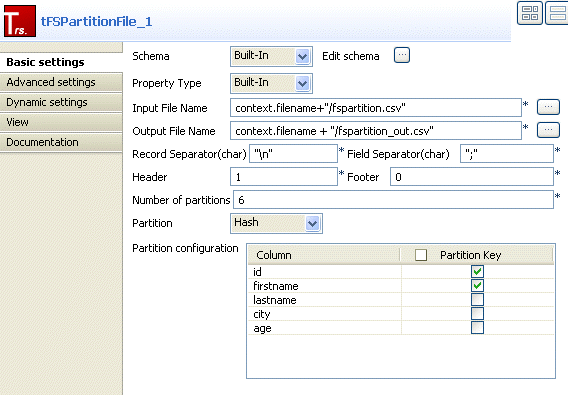 Trs.
tFSPartitionFile_1
Basic settings
Advanced settings
Dynamic settings
View
Documentation
Schema Built-In Edit schema ...
Property Type Built-In
Input File Name context.filename+"/fspartition.csv" * ...
Output File Name context.filename + "/fspartition_out.csv" * ...
Record Separator(char) "\n" * Field Separator(char) ";" *
Header 1 * Footer 0 *
Number of partitions 6 *
Partition Hash
Partition configuration
Column Partition Key
id
firstname
lastname
city
age